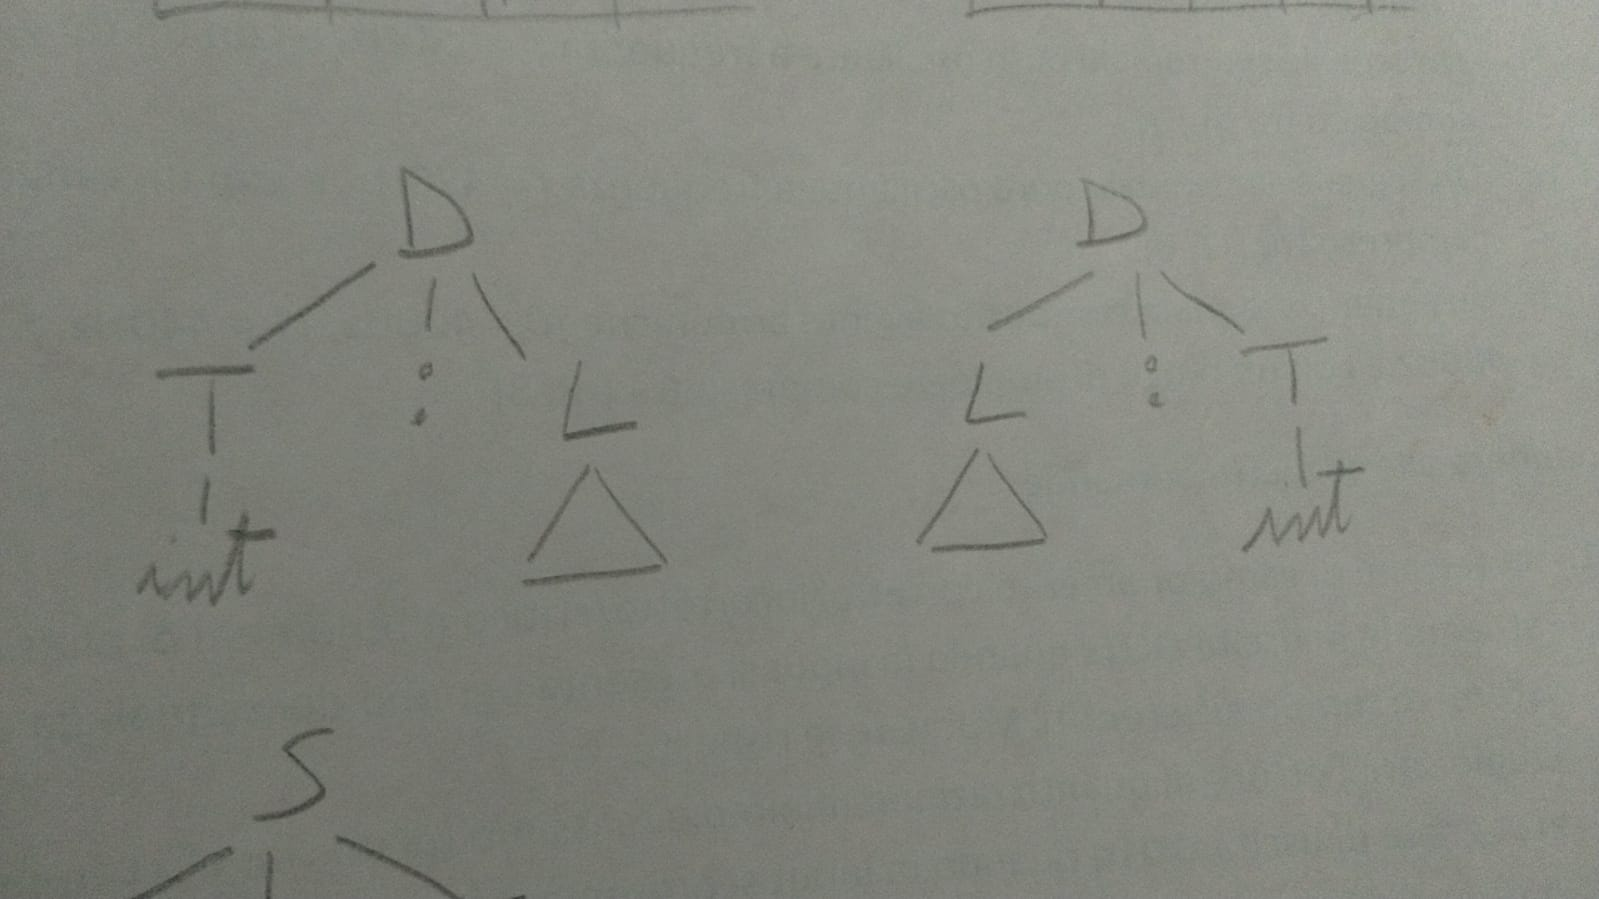 D D
T : L L : T
int int
S